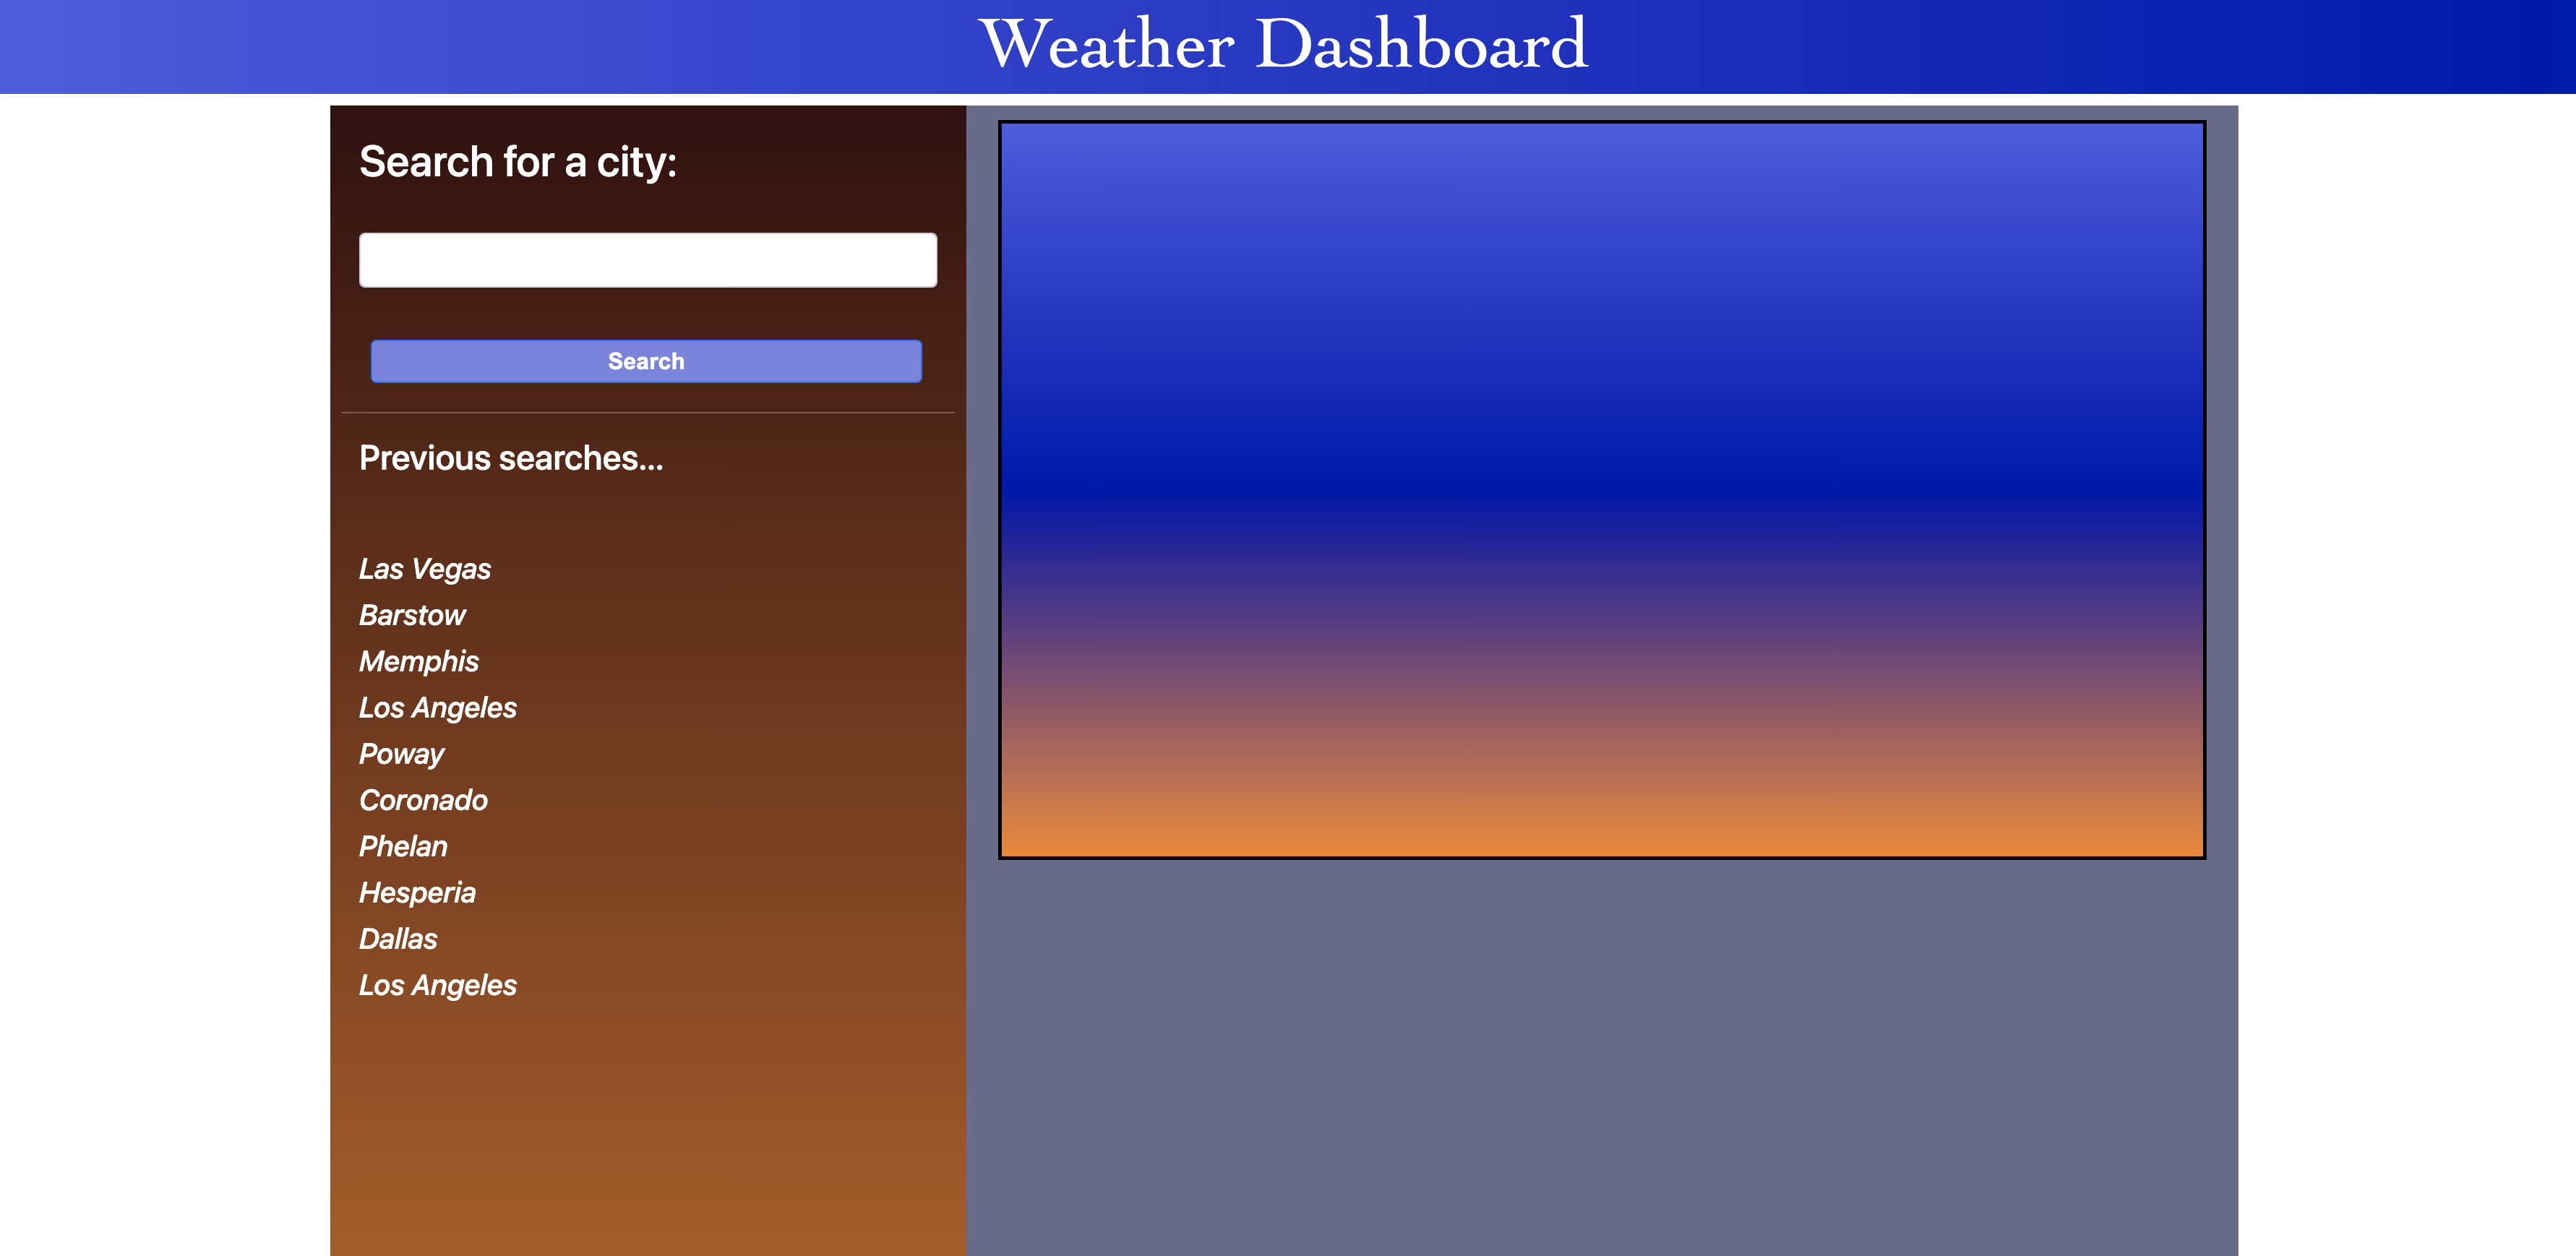 Weather Dashboard
Search for a city:
Search
Previous searches...
Las Vegas
Barstow
Memphis
Los Angeles
Poway
Coronado
Phelan
Hesperia
Dallas
Los Angeles